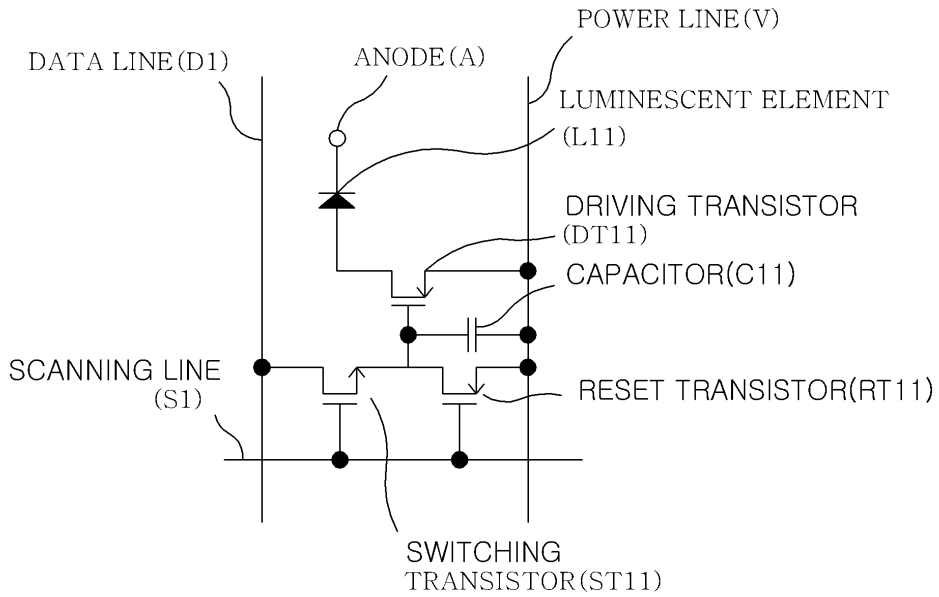 POWER LINE(V)
DATA LINE(D1)
ANODE(A)
LUMINESCENT ELEMENT
(L11)
DRIVING TRANSISTOR
(DT11)
CAPACITOR(C11)
SCANNING LINE
(S1)
RESET TRANSISTOR(RT11)
SWITCHING
TRANSISTOR(ST11)